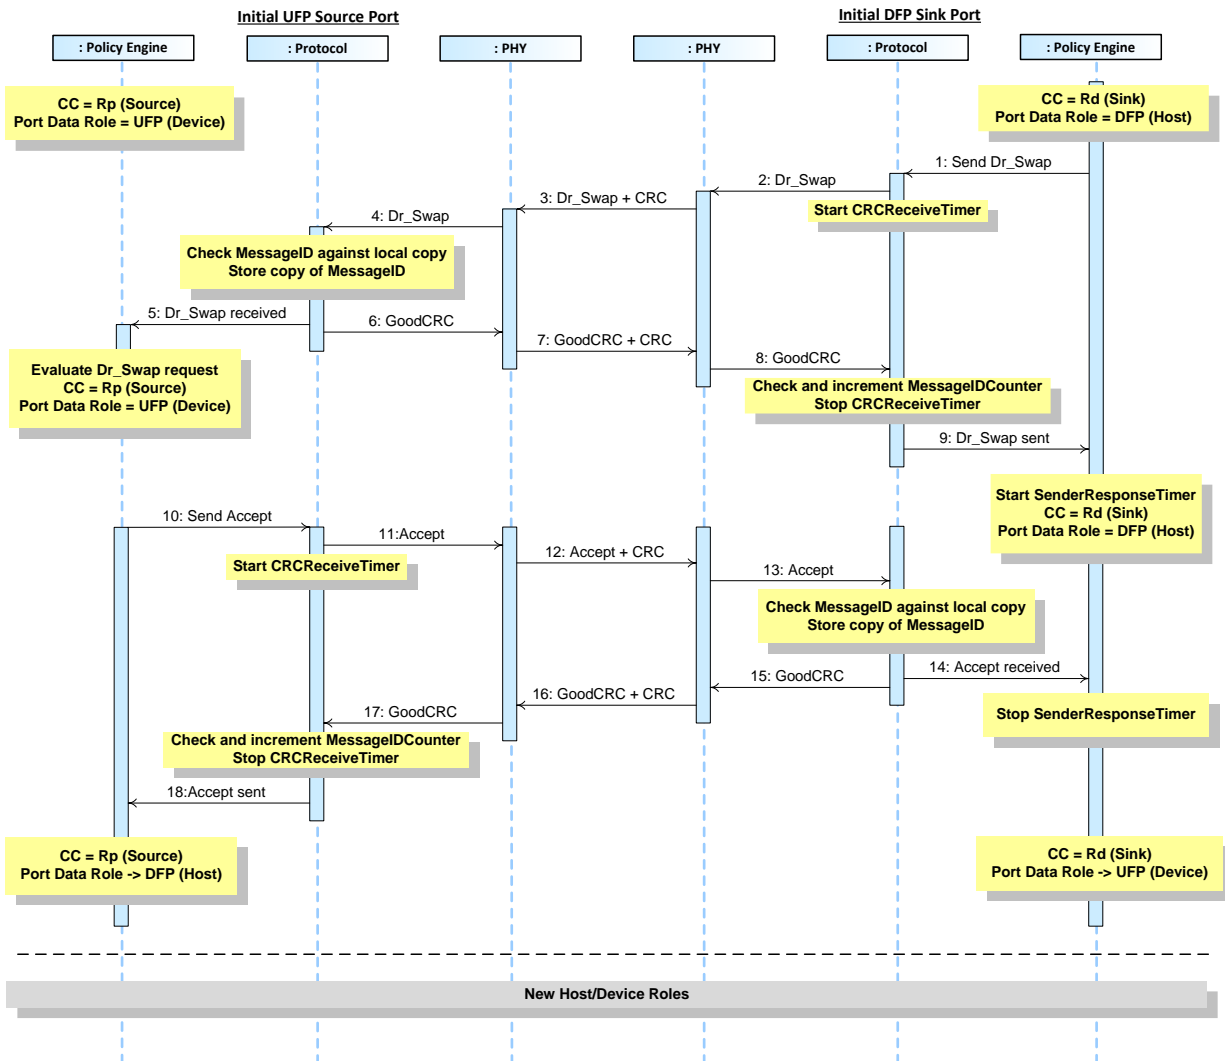 Initial UFP Source Port
Initial DFP Sink Port
: Policy Engine
: Protocol
: PHY
: PHY
: Protocol
: Policy Engine
CC = Rp (Source)
Port Data Role = UFP (Device)
CC = Rd (Sink)
Port Data Role = DFP (Host)
1: Send Dr_Swap
2: Dr_Swap
Start CRCReceiveTimer
3: Dr_Swap + CRC
4: Dr_Swap
Check MessageID against local copy
Store copy of MessageID
5: Dr_Swap received
6: GoodCRC
7: GoodCRC + CRC
8: GoodCRC
Evaluate Dr_Swap request
CC = Rp (Source)
Port Data Role = UFP (Device)
Check and increment MessageIDCounter
Stop CRCReceiveTimer
9: Dr_Swap sent
Start SenderResponseTimer
CC = Rd (Sink)
Port Data Role = DFP (Host)
10: Send Accept
11:Accept
Start CRCReceiveTimer
12: Accept + CRC
13: Accept
Check MessageID against local copy
Store copy of MessageID
14: Accept received
15: GoodCRC
16: GoodCRC + CRC
17: GoodCRC
Stop SenderResponseTimer
Check and increment MessageIDCounter
Stop CRCReceiveTimer
18:Accept sent
CC = Rp (Source)
Port Data Role -> DFP (Host)
CC = Rd (Sink)
Port Data Role -> UFP (Device)
New Host/Device Roles